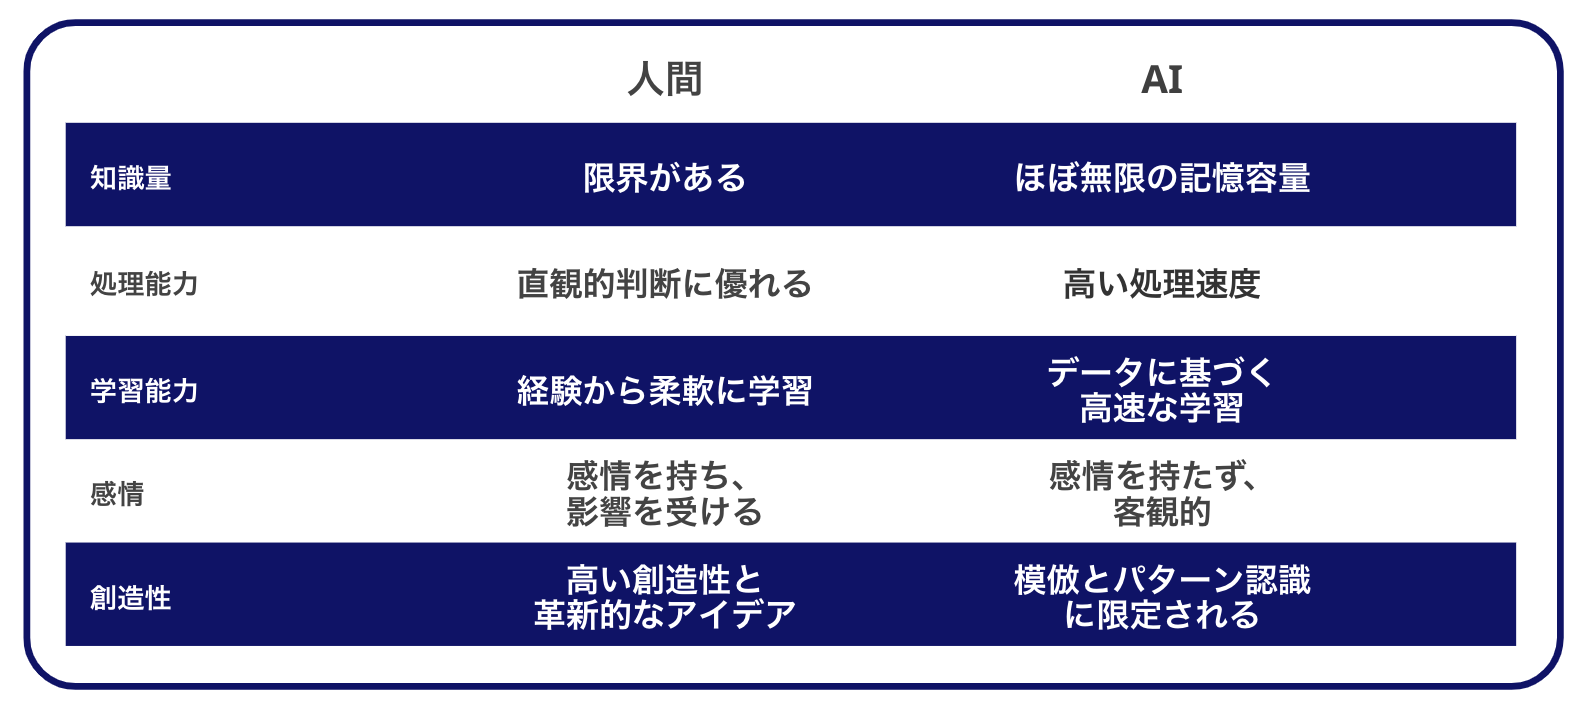 人間 AI
知識量 限界がある ほぼ無限の記憶容量
処理能力 直観的判断に優れる 高い処理速度
学習能力 経験から柔軟に学習 データに基づく
高速な学習
感情 感情を持ち、 感情を持たず、
影響を受ける 客観的
創造性 高い創造性と 模倣とパターン認識
革新的なアイデア に限定される